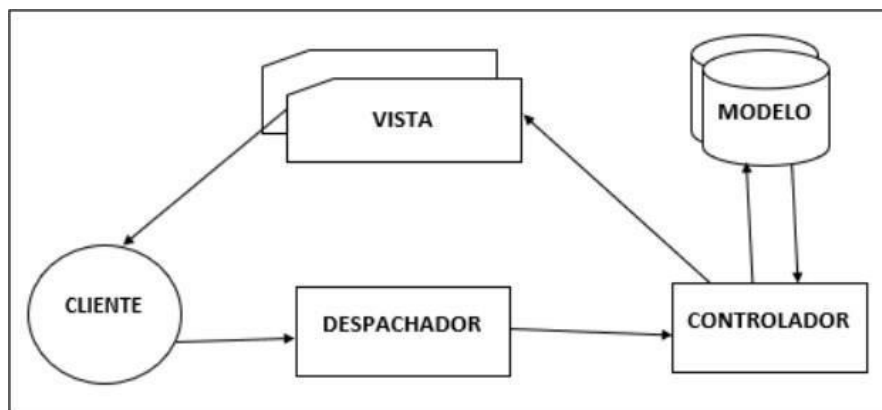 VISTA
MODELO
CLIENTE
DESPACHADOR
CONTROLADOR